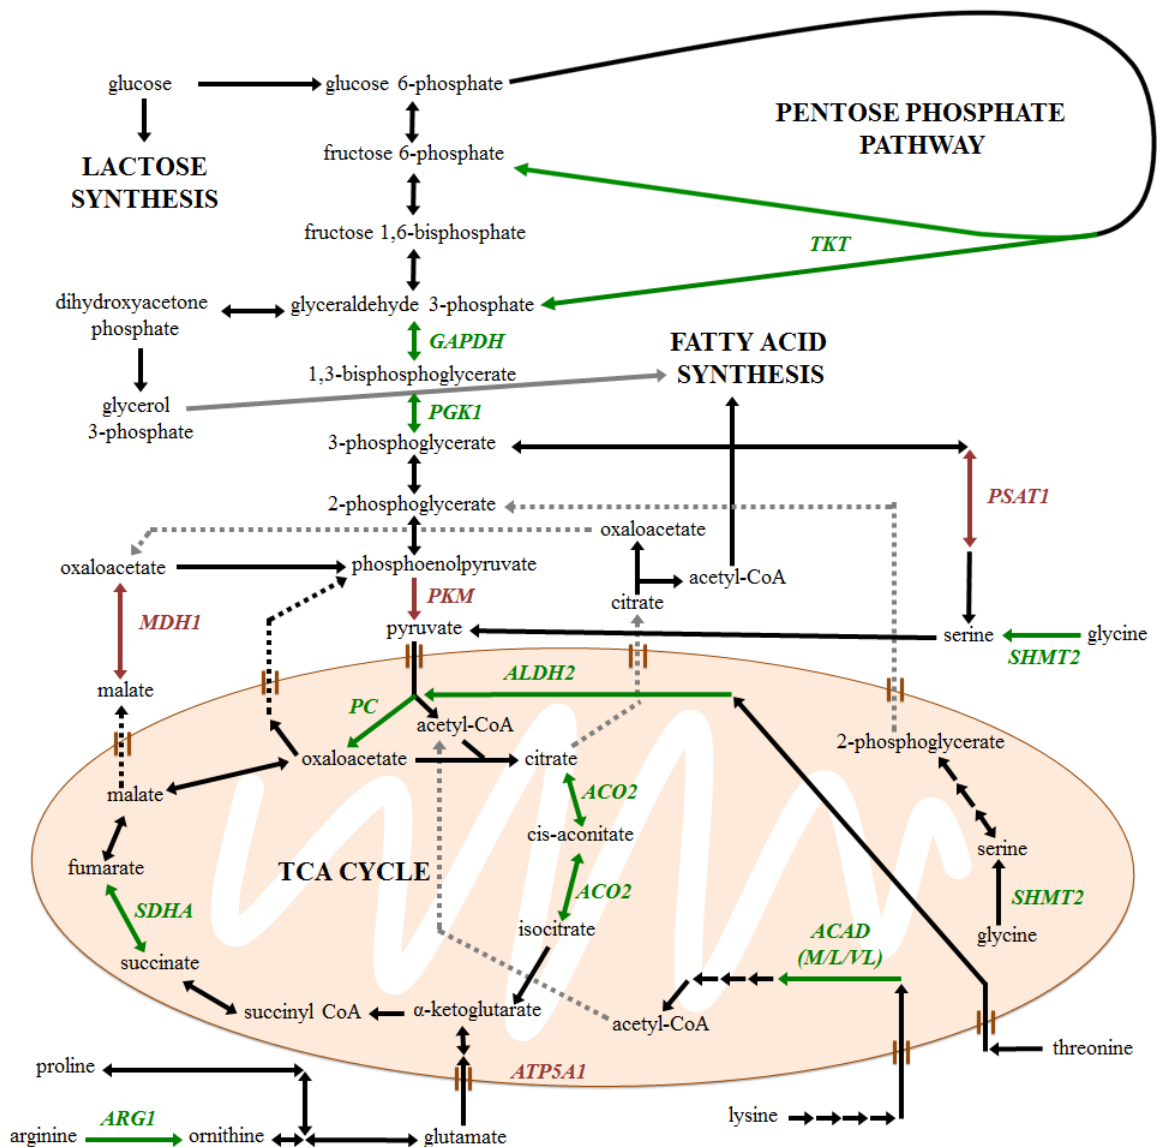 glucose
glucose 6-phosphate
PENTOSE PHOSPHATE
PATHWAY
LACTOSE
SYNTHESIS
fructose 6-phosphate
fructose 1,6-bisphosphate
TKT
dihydroxyacetone
phosphate
glyceraldehyde 3-phosphate
GAPDH
FATTY ACID
SYNTHESIS
1,3-bisphosphoglycerate
glycerol
3-phosphate
PGK1
3-phosphoglycerate
PSAT1
2-phosphoglycerate
oxaloacetate
oxaloacetate
phosphoenolpyruvate
acetyl-CoA
citrate
MDH1
PKM
pyruvate
serine
glycine
SHMT2
malate
ALDH2
PC
acetyl-CoA
2-phosphoglycerate
oxaloacetate
citrate
malate
ACO2
cis-aconitate
serine
fumarate
TCA CYCLE
ACO2
SHMT2
SDHA
isocitrate
ACAD
(M/L/VL)
glycine
succinate
succinyl CoA
α-ketoglutarate
acetyl-CoA
threonine
proline
ATP5A1
lysine
ARG1
arginine
ornithine
glutamate